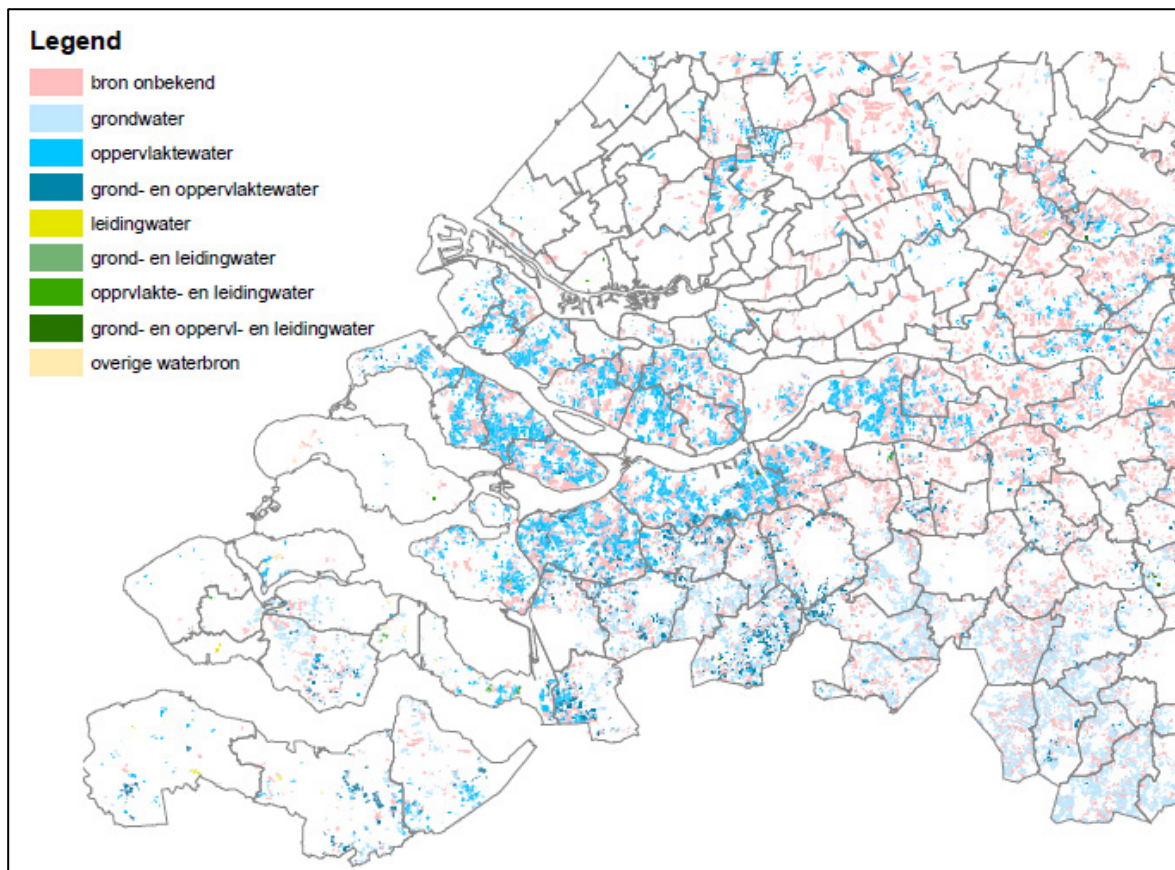 Legend
bron onbekend
grondwater
oppervlaktewater
grond- en oppervlaktewater
leidingwater
grond- en leidingwater
opprvlakte- en leidingwater
grond- en oppervl- en leidingwater
overige waterbron